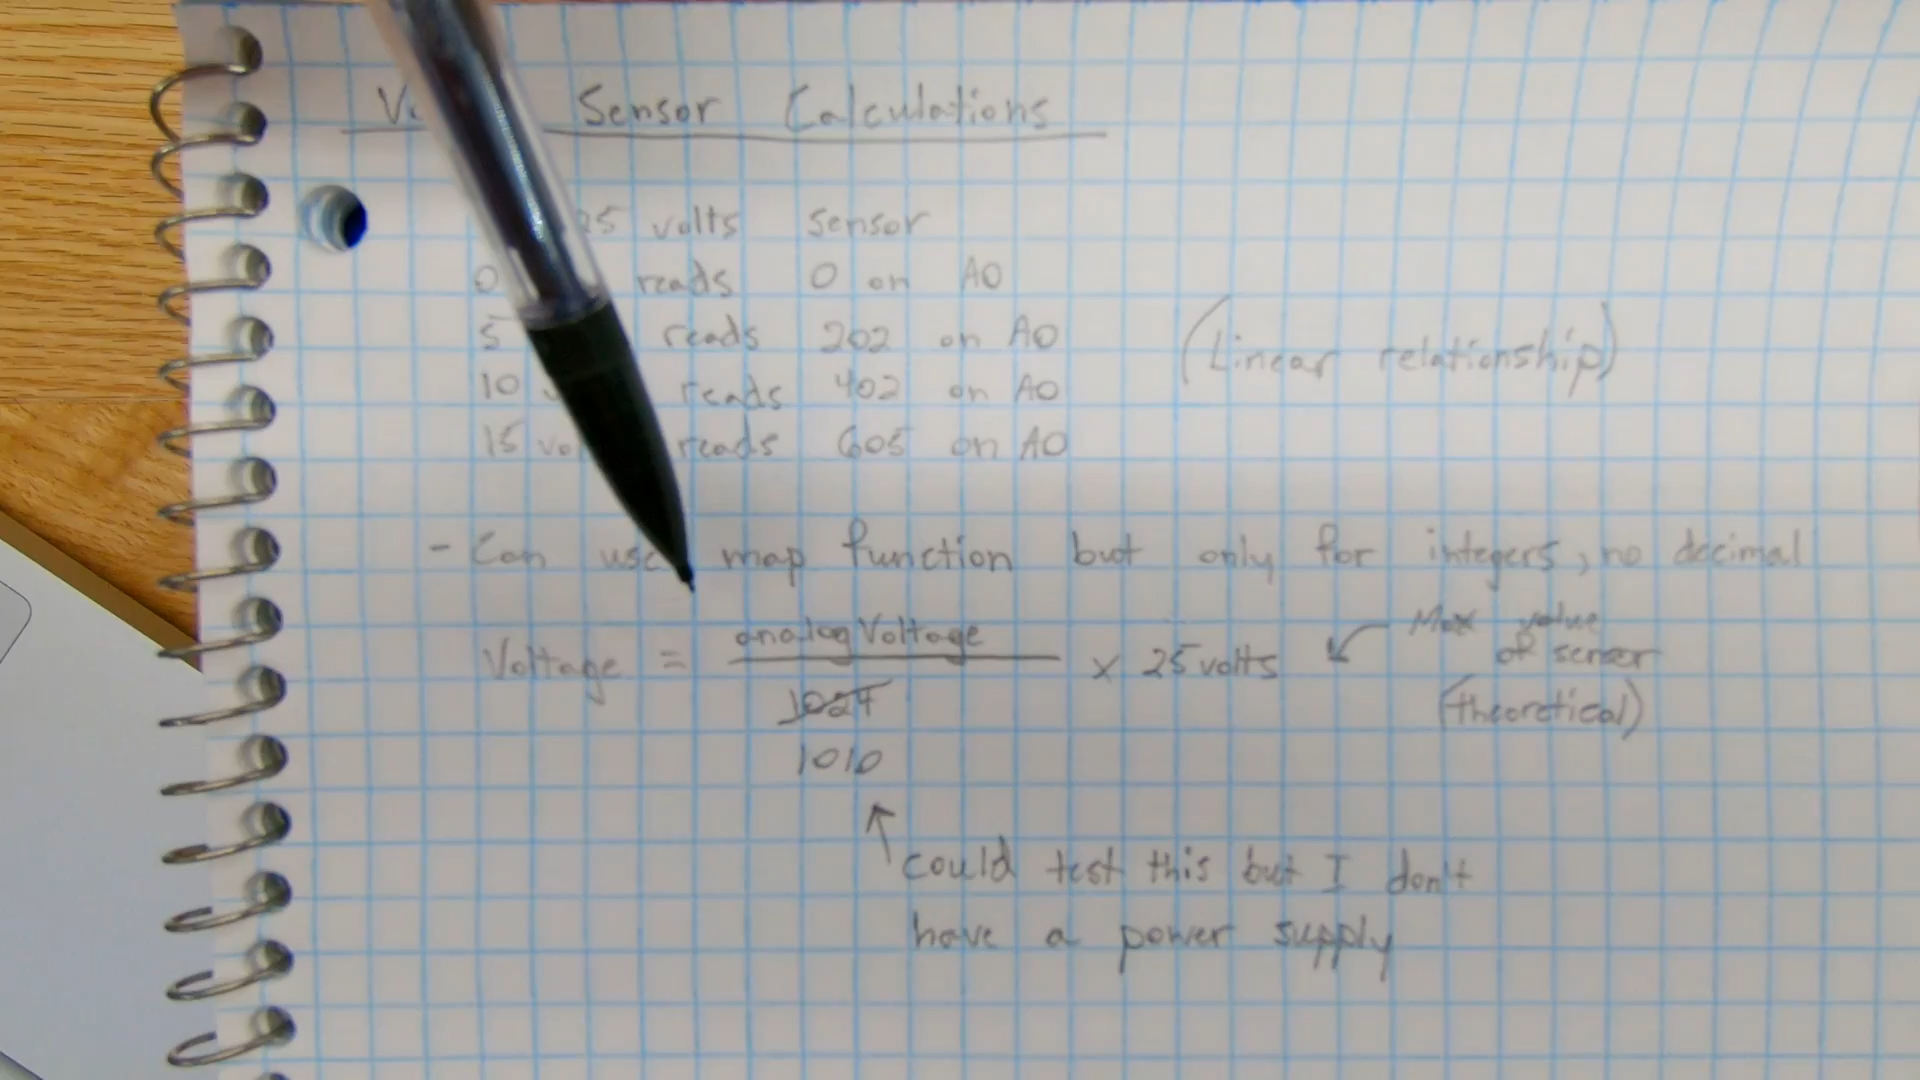 Sensor Calculations
25 volts sensor
0 reads 0 on A0
5 reads 202 on A0
10 reads 402 on A0
15 reads 605 on A0
(Linear relationship)
- Can use map function but only for integers, no decimal
Voltage = analogVoltage
1024
1010
x 25 volts
Max value
of sensor
(theoretical)
could test this but I don't
have a power supply